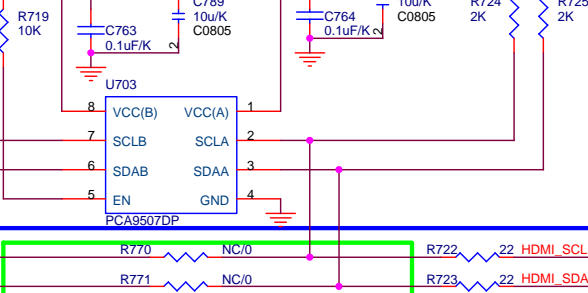 R719
10K
C763
0.1uF/K
C789
10u/K
C0805
2
C764
0.1uF/K
10u/K
C0805
2
R724
2K
R725
2K
U703
8 VCC(B) VCC(A) 1
7 SCLB SCLA 2
6 SDAB SDAA 3
5 EN GND 4
PCA9507DP
R770 NC/0 R722 22 HDMI_SCL
R771 NC/0 R723 22 HDMI_SDA